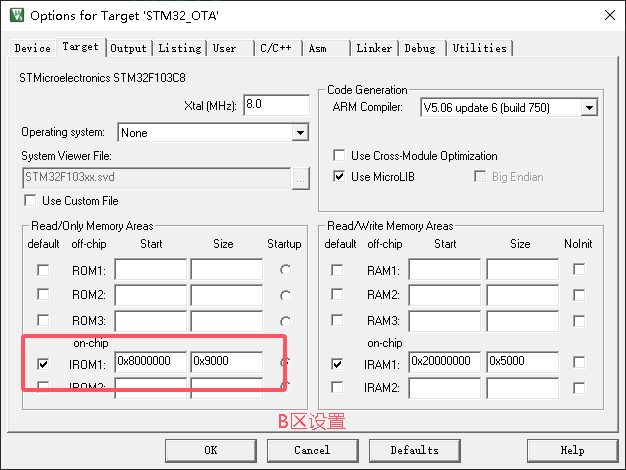 Options for Target 'STM32_OTA'
Device Target Output Listing User C/C++ Asm Linker Debug Utilities
STMicroelectronics STM32F103C8
Xtal (MHz): 8.0
Operating system: None
System Viewer File:
STM32F103xx.svd ...
Use Custom File
Code Generation
ARM Compiler: V5.06 update 6 (build 750)
Use Cross-Module Optimization
Use MicroLIB Big Endian
Read/Only Memory Areas
default off-chip Start Size Startup
ROM1:
ROM2:
ROM3:
on-chip
IROM1: 0x8000000 0x9000
IROM2:
Read/Write Memory Areas
default off-chip Start Size NoInit
RAM1:
RAM2:
RAM3:
on-chip
IRAM1: 0x20000000 0x5000
IRAM2:
B区设置
OK Cancel Defaults Help